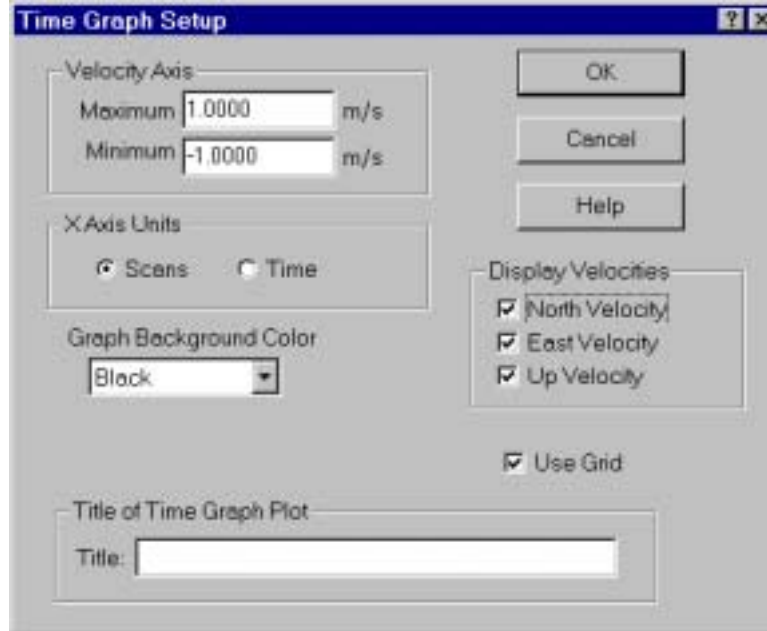 Time Graph Setup
Velocity Axis
Maximum 1.0000 m/s
Minimum -1.0000 m/s
OK
Cancel
Help
X Axis Units
Scans Time
Display Velocities
North Velocity
East Velocity
Up Velocity
Graph Background Color
Black
Use Grid
Title of Time Graph Plot
Title: